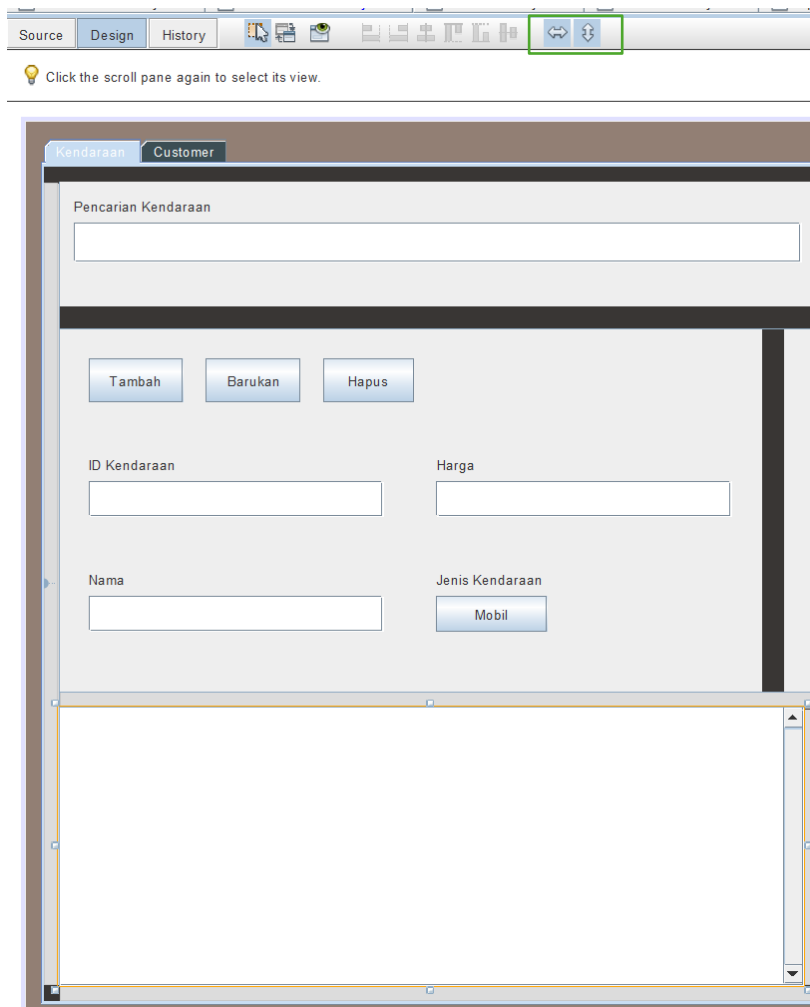 Source Design History
Click the scroll pane again to select its view.
Kendaraan Customer
Pencarian Kendaraan
Tambah Barukan Hapus
ID Kendaraan Harga
Nama Jenis Kendaraan
Mobil